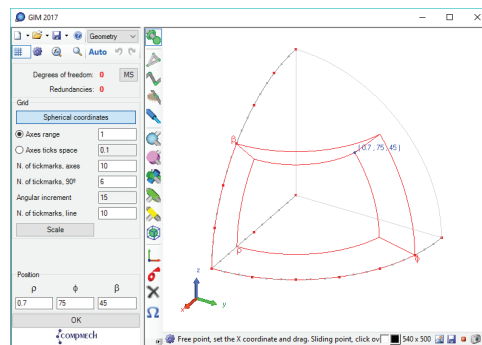 GIM 2017
Geometry
Auto
Degrees of freedom: 0 MS
Redundancies: 0
Grid
Spherical coordinates
Axes range 1
Axes ticks space 0.1
N. of tickmarks, axes 10
N. of tickmarks, 90º 6
Angular increment 15
N. of tickmarks, line 10
Scale
Position
ρ ϕ β
0.7 75 45
OK
COMPMECH
β
[0.7 , 75 , 45]
ρ
φ
z
x
y
Ω
Free point, set the X coordinate and drag. Sliding point, click ov
540 x 500